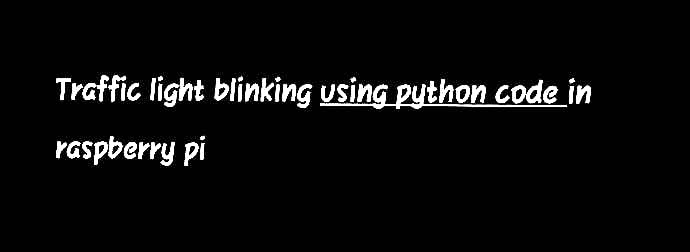 Traffic light blinking using python code in
raspberry pi